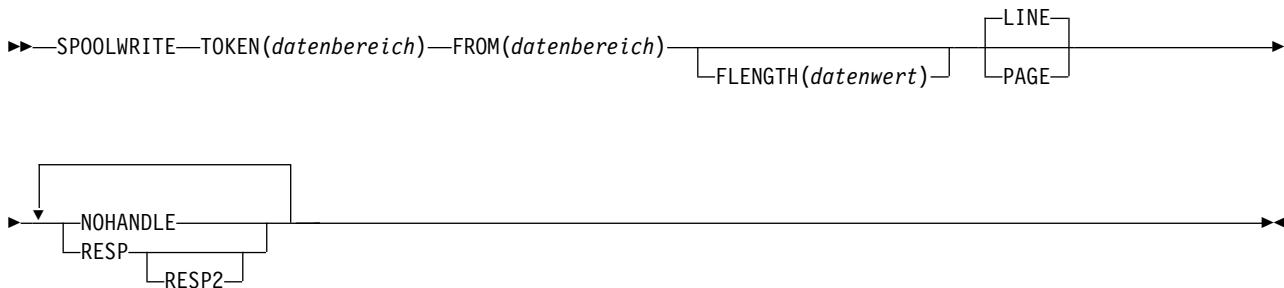 LINE
SPOOLWRITE TOKEN(datenbereich) FROM(datenbereich)
FLENGTH(datenwert) PAGE
NOHANDLE
RESP
RESP2